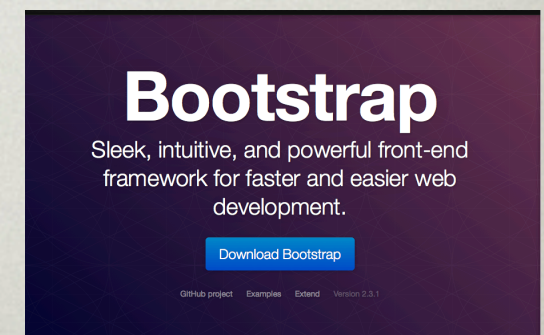 Bootstrap
Sleek, intuitive, and powerful front-end
framework for faster and easier web
development.
Download Bootstrap
GitHub project Examples Extend Version 2.3.1